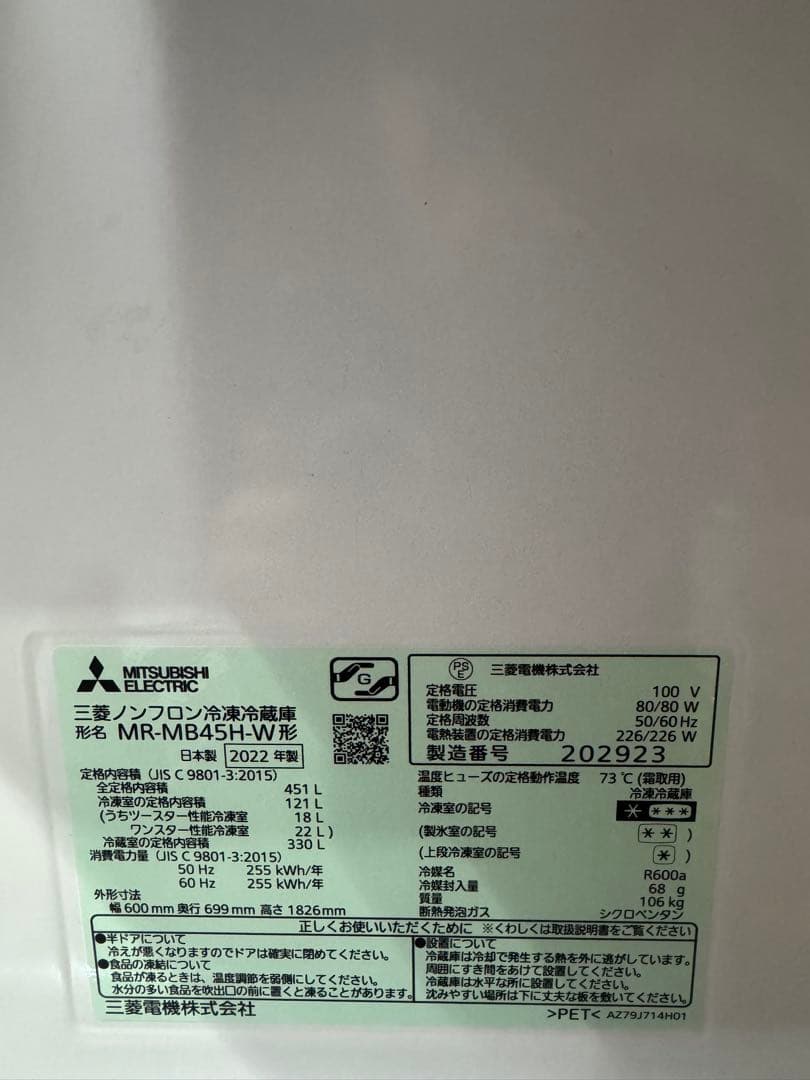 MITSUBISHI
ELECTRIC
G
三菱ノンフロン冷凍冷蔵庫
形名 MR-MB45H-W形
日本製 2022 年製
定格内容積 (JIS C 9801-3:2015)
全定格内容積 451 L
冷凍室の定格内容積 121 L
(うちツースター性能冷凍室 18 L
ワンスター性能冷凍室 22 L)
冷蔵室の定格内容積 330 L
消費電力量 (JIS C 9801-3:2015)
50 Hz 255 kWh/年
60 Hz 255 kWh/年
外形寸法
幅 600 mm 奥行 699 mm 高さ 1826 mm
PS
E 三菱電機株式会社
定格電圧 100 V
電動機の定格消費電力 80/80 W
定格周波数 50/60 Hz
電熱装置の定格消費電力 226/226 W
製造番号 202923
温度ヒューズの定格動作温度 73 ℃ (霜取用)
種類 冷凍冷蔵庫
冷凍室の記号 * ***
(製氷室の記号 ** )
(上段冷凍室の記号 * )
冷媒名 R600a
冷媒封入量 68 g
質量 106 kg
断熱発泡ガス シクロペンタン
正しくお使いいただくために ※くわしくは取扱説明書をご覧ください
●半ドアについて
冷えが悪くなりますのでドアは確実に閉めてください。
●食品の凍結について
食品が凍るときは、温度調節を弱側にしてください。
水分の多い食品を吹出口の前に置くと凍ることがあります。
●設置について
冷蔵庫は冷却で発生する熱を外に逃がしています。
周囲にすき間をあけて設置してください。
冷蔵庫は水平な所に設置してください。
沈みやすい場所は下に丈夫な板を敷いてください。
三菱電機株式会社
>PET< AZ79J714H01